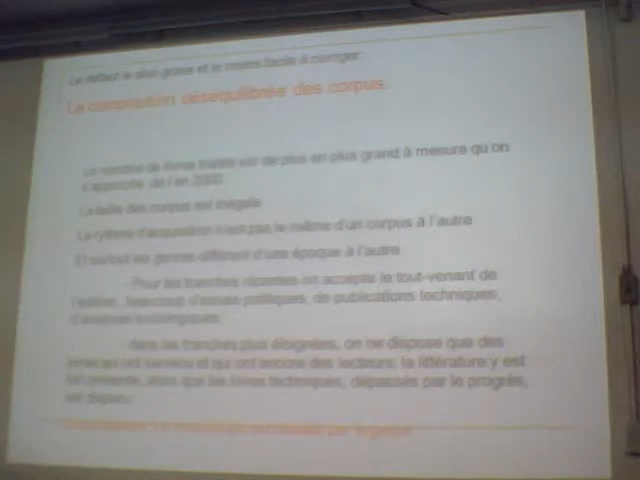 Le défaut le plus grave et le moins facile à corriger:
La composition déséquilibrée des corpus.
Le nombre de livres traités est de plus en plus grand à mesure qu'on
s'approche de l'an 2000
La taille des corpus est inégale
Le rythme d'acquisition n'est pas le même d'un corpus à l'autre
Et surtout les genres diffèrent d'une époque à l'autre
- Pour les tranches récentes on accepte le tout-venant de
l'édition, beaucoup d'essais politiques, de publications techniques,
- dans les tranches plus éloignées, on ne dispose que des
livres qui ont survécu et qui ont encore des lecteurs: la littérature y est
alors que les livres techniques, dépassés par le progrès,
ont disparu